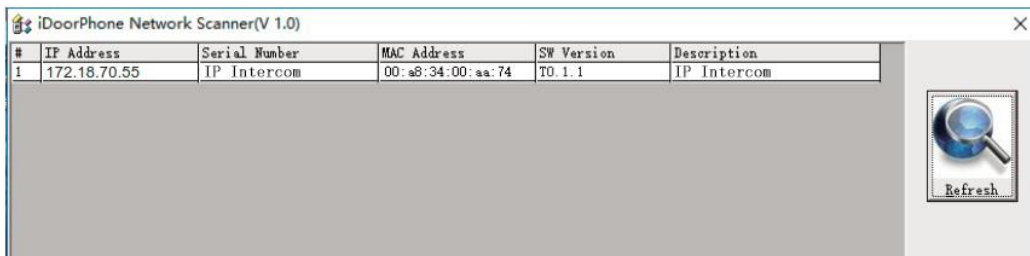 iDoorPhone Network Scanner(V 1.0)
# IP Address Serial Number MAC Address SW Version Description
1 172.18.70.55 IP Intercom 00:a8:34:00:aa:74 T0.1.1 IP Intercom
Refresh